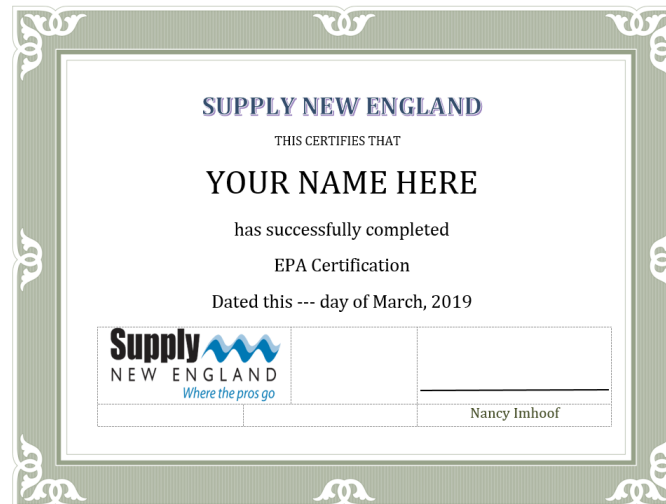 SUPPLY NEW ENGLAND
THIS CERTIFIES THAT
YOUR NAME HERE
has successfully completed
EPA Certification
Dated this --- day of March, 2019
Supply
NEW ENGLAND
Where the pros go
Nancy Imhoof